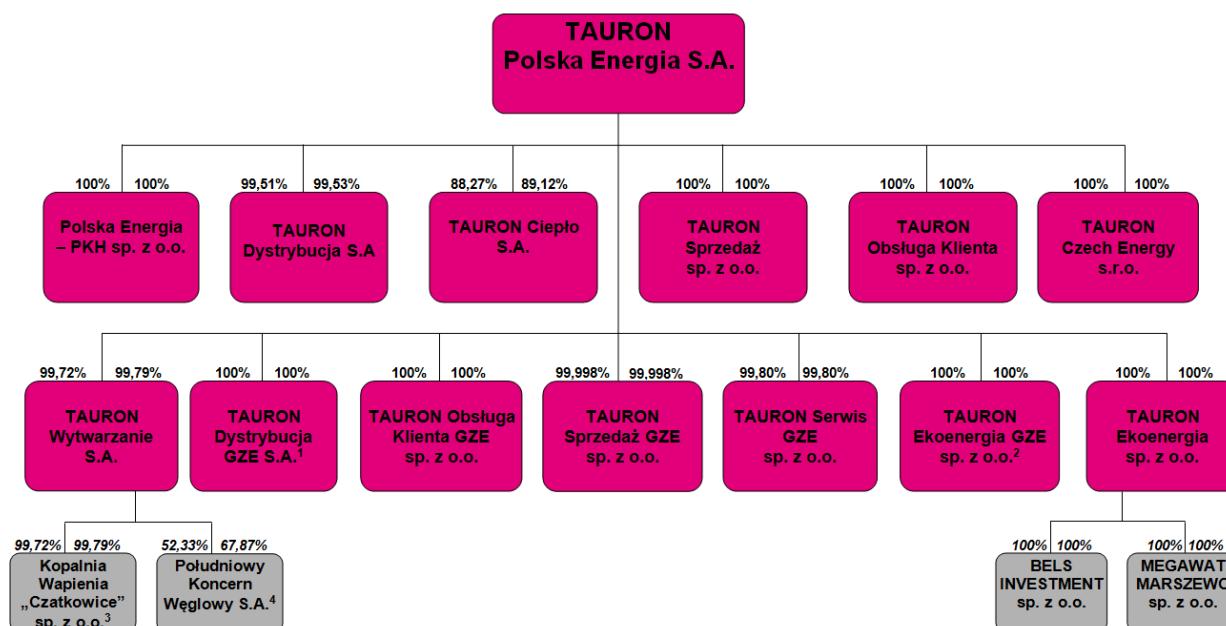 TAURON
Polska Energia S.A.
100% 100%
99,51% 99,53%
88,27% 89,12%
100% 100%
100% 100%
100% 100%
Polska Energia
– PKH sp. z o.o.
TAURON
Dystrybucja S.A
TAURON Ciepło
S.A.
TAURON
Sprzedaż
sp. z o.o.
TAURON
Obsługa Klienta
sp. z o.o.
TAURON
Czech Energy
s.r.o.
99,72% 99,79%
100% 100%
100% 100%
99,998% 99,998%
99,80% 99,80%
100% 100%
100% 100%
TAURON
Wytwarzanie
S.A.
TAURON
Dystrybucja
GZE S.A.1
TAURON Obsługa
Klienta GZE
sp. z o.o.
TAURON
Sprzedaż GZE
sp. z o.o.
TAURON Serwis
GZE
sp. z o.o.
TAURON
Ekoenergia GZE
sp. z o.o.2
TAURON
Ekoenergia
sp. z o.o.
99,72% 99,79%
52,33% 67,87%
100% 100%
100% 100%
Kopalnia
Wapienia
„Czatkowice”
sp. z o.o.3
Południowy
Koncern
Węglowy S.A.4
BELS
INVESTMENT
sp. z o.o.
MEGAWAT
MARSZEWO
sp. z o.o.